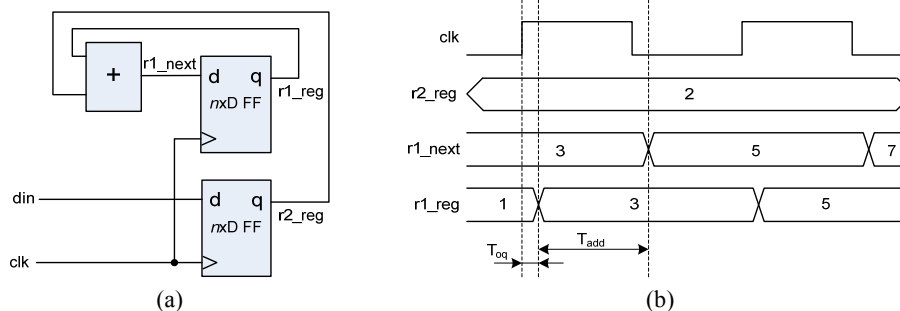 +
r1_next
d q
nxD FF
r1_reg
din
d q
nxD FF
r2_reg
clk
(a)
clk
r2_reg
2
r1_next
3 5 7
r1_reg
1 3 5
Toq
Tadd
(b)